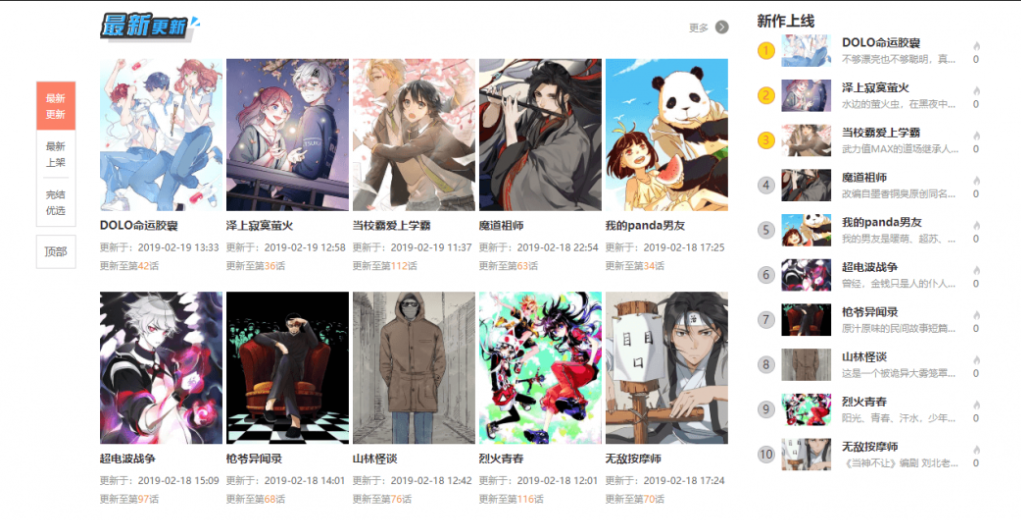 最新更新
更多
最新
更新
最新
上架
完结
优选
顶部
DOLO命运胶囊
泽上寂寞萤火
当校霸爱上学霸
魔道祖师
我的panda男友
更新于：2019-02-19 13:33
更新于：2019-02-19 12:58
更新于：2019-02-19 11:37
更新于：2019-02-18 22:54
更新于：2019-02-18 17:25
更新至第42话
更新至第36话
更新至第112话
更新至第63话
更新至第34话
超电波战争
枪爷异闻录
山林怪谈
烈火青春
无敌按摩师
更新于：2019-02-18 15:09
更新于：2019-02-18 14:01
更新于：2019-02-18 12:42
更新于：2019-02-18 12:01
更新于：2019-02-18 17:24
更新至第97话
更新至第68话
更新至第76话
更新至第116话
更新至第70话
新作上线
1
DOLO命运胶囊
不够漂亮也不够聪明，真...
0
2
泽上寂寞萤火
水边的萤火虫，在黑夜中...
0
3
当校霸爱上学霸
武力值MAX的道场继承人...
0
4
魔道祖师
改编自墨香铜臭原创同名...
0
5
我的panda男友
我的男友是暖萌、超苏、...
0
6
超电波战争
曾经，金钱只是人的仆人...
0
7
枪爷异闻录
原汁原味的民间故事短篇...
0
8
山林怪谈
这是一个被诡异大雾笼罩...
0
9
烈火青春
阳光、青春、汗水，少年...
0
10
无敌按摩师
《当神不让》编剧 刘北老...
0